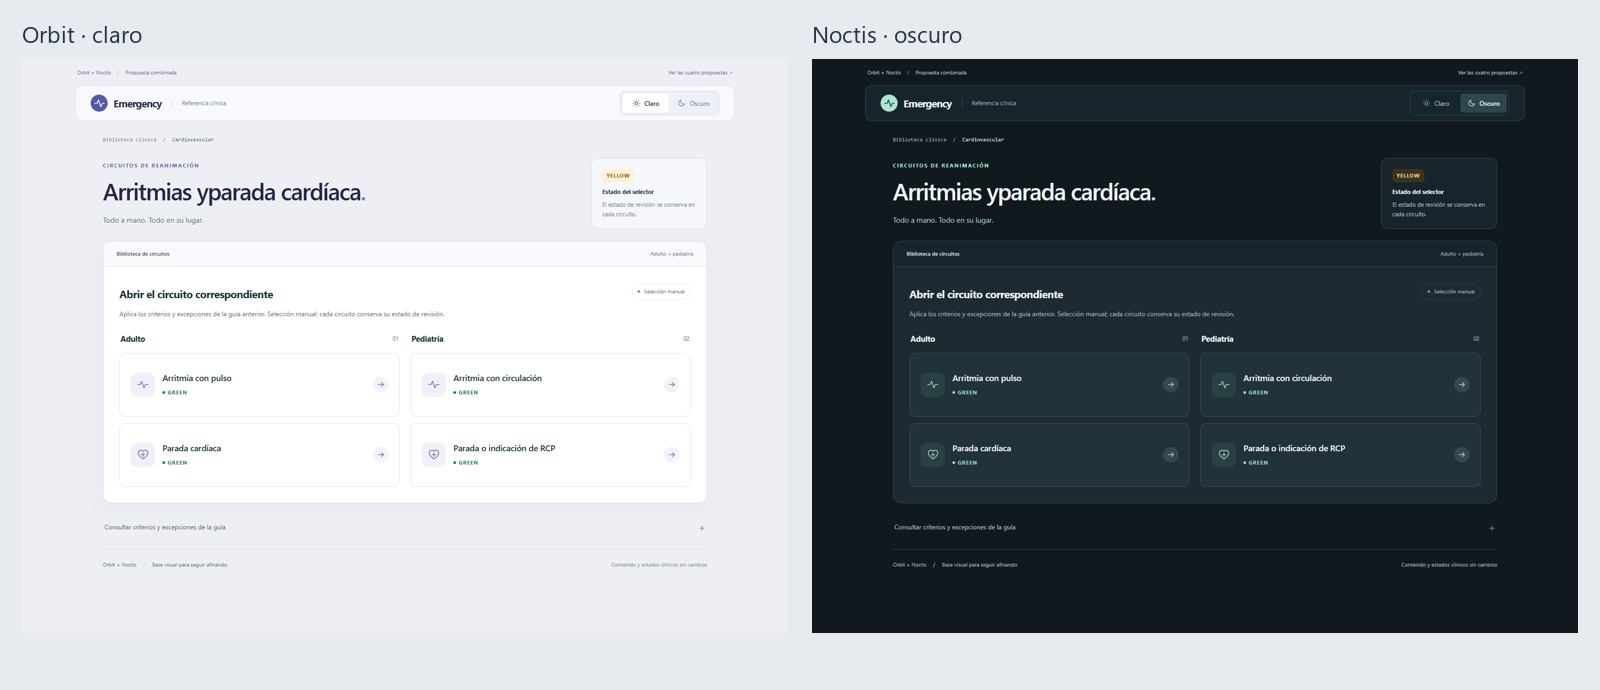 Orbit · claro
Orbit + Noctis / Propuesta combinada
Ver las cuatro propuestas ↗
Emergency
Referencia clínica
Claro
Oscuro
Biblioteca clínica / Cardiovascular
CIRCUITOS DE REANIMACIÓN
Arritmias yparada cardíaca.
Todo a mano. Todo en su lugar.
YELLOW
Estado del selector
El estado de revisión se conserva en
cada circuito.
Biblioteca de circuitos
Adulto + pediatría
Abrir el circuito correspondiente
Selección manual
Aplica los criterios y excepciones de la guía anterior. Selección manual; cada circuito conserva su estado de revisión.
Adulto
01
Pediatría
02
Arritmia con pulso
GREEN
Arritmia con circulación
GREEN
Parada cardíaca
GREEN
Parada o indicación de RCP
GREEN
Consultar criterios y excepciones de la guía
+
Orbit + Noctis / Base visual para seguir afinando
Contenido y estados clínicos sin cambios
Noctis · oscuro
Orbit + Noctis / Propuesta combinada
Ver las cuatro propuestas ↗
Emergency
Referencia clínica
Claro
Oscuro
Biblioteca clínica / Cardiovascular
CIRCUITOS DE REANIMACIÓN
Arritmias yparada cardíaca.
Todo a mano. Todo en su lugar.
YELLOW
Estado del selector
El estado de revisión se conserva en
cada circuito.
Biblioteca de circuitos
Adulto + pediatría
Abrir el circuito correspondiente
Selección manual
Aplica los criterios y excepciones de la guía anterior. Selección manual; cada circuito conserva su estado de revisión.
Adulto
01
Pediatría
02
Arritmia con pulso
GREEN
Arritmia con circulación
GREEN
Parada cardíaca
GREEN
Parada o indicación de RCP
GREEN
Consultar criterios y excepciones de la guía
+
Orbit + Noctis / Base visual para seguir afinando
Contenido y estados clínicos sin cambios